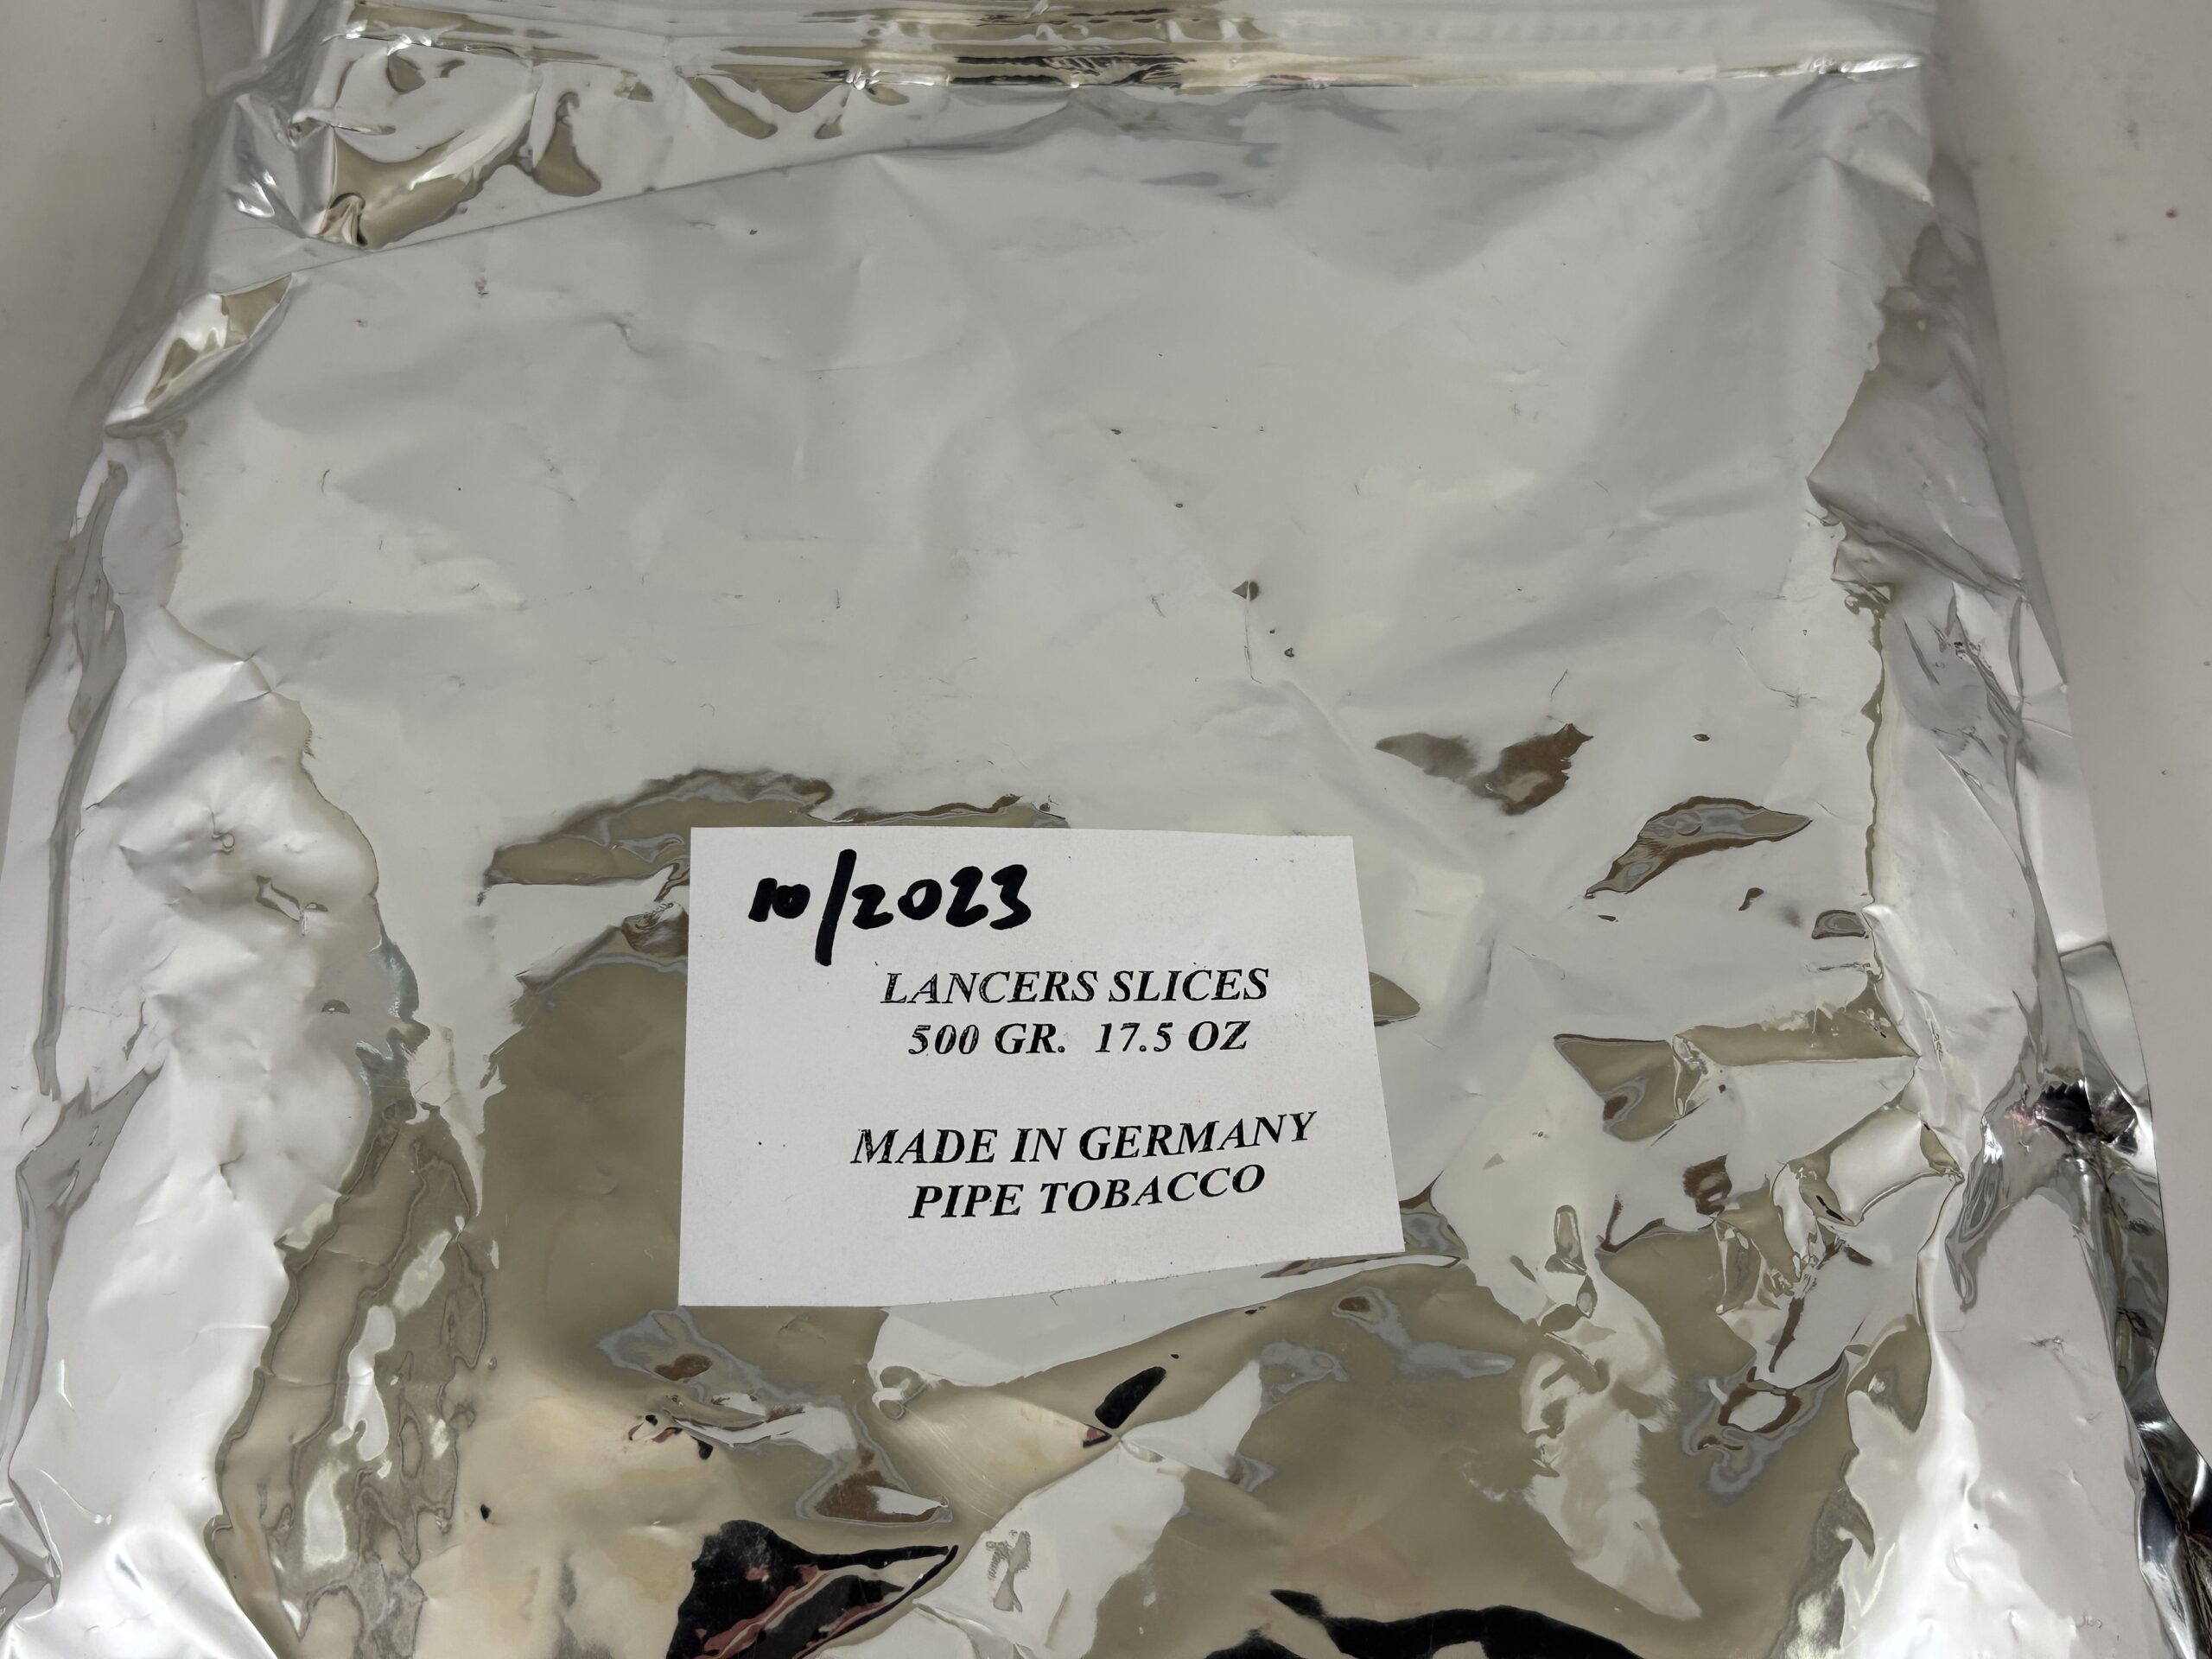 10/2023
LANCERS SLICES
500 GR. 17.5 OZ
MADE IN GERMANY
PIPE TOBACCO